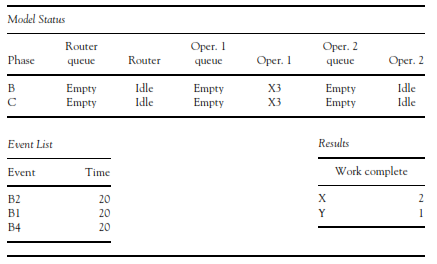 Model Status
Router Oper. 1 Oper. 2
Phase queue Router queue Oper. 1 queue Oper. 2
B Empty Idle Empty X3 Empty Idle
C Empty Idle Empty X3 Empty Idle
Event List Results
Event Time Work complete
B2 20 X 2
B1 20 Y 1
B4 20